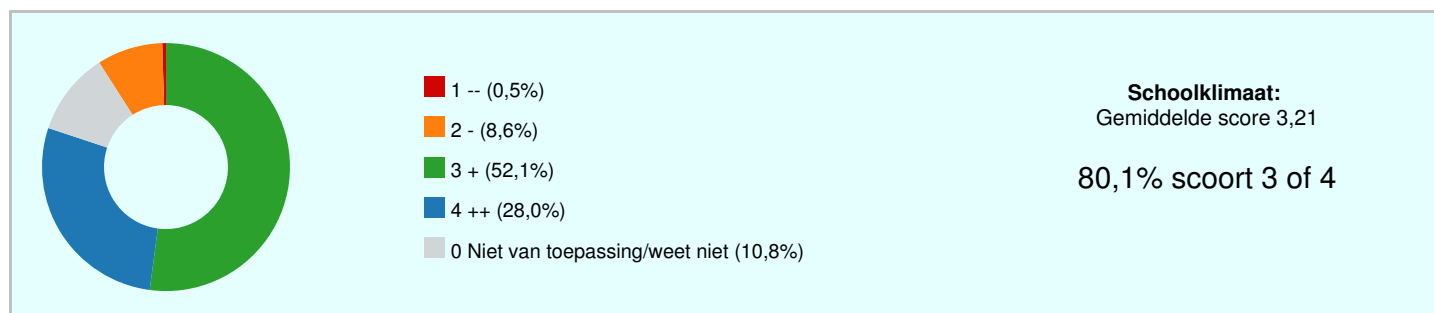 1 -- (0,5%)
2 - (8,6%)
3 + (52,1%)
4 ++ (28,0%)
0 Niet van toepassing/weet niet (10,8%)
Schoolklimaat:
Gemiddelde score 3,21
80,1% scoort 3 of 4